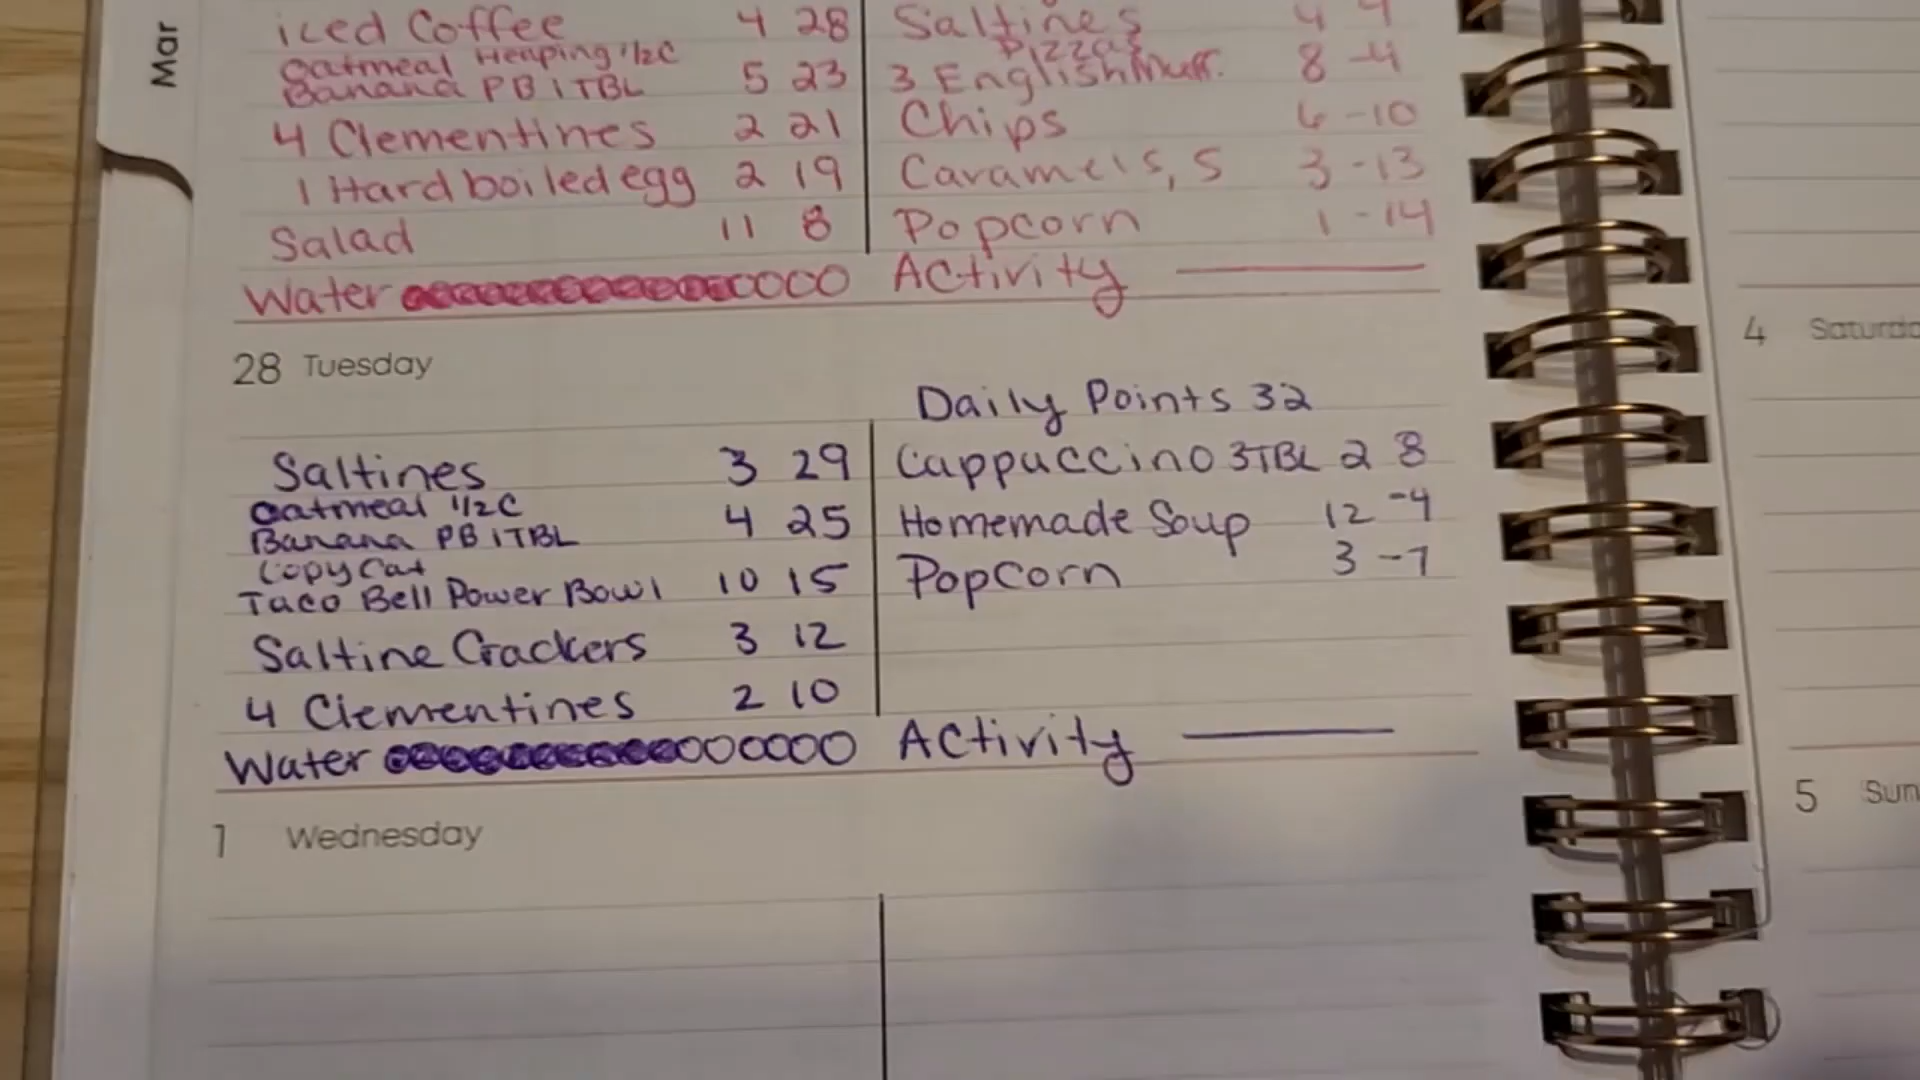 Mar
iced Coffee 4 28
Oatmeal Heaping 1/2C
Banana PB 1TBL 5 23
4 Clementines 2 21
1 Hard boiled egg 2 19
Salad 11 8
Saltines 4 4
Pizzas
3 English Muff. 8 -4
Chips 6 -10
Caramels, 5 3 -13
Popcorn 1 -14
Water OOOO Activity
28 Tuesday
Daily Points 32
Saltines 3 29
Oatmeal 1/2C
Banana PB 1TBL 4 25
Copy Cat
Taco Bell Power Bowl 10 15
Saltine Crackers 3 12
4 Clementines 2 10
Cappuccino 3TBL 2 8
Homemade Soup 12 -4
Popcorn 3 -7
Water OOOOOO Activity
1 Wednesday
4 Saturda
5 Sun